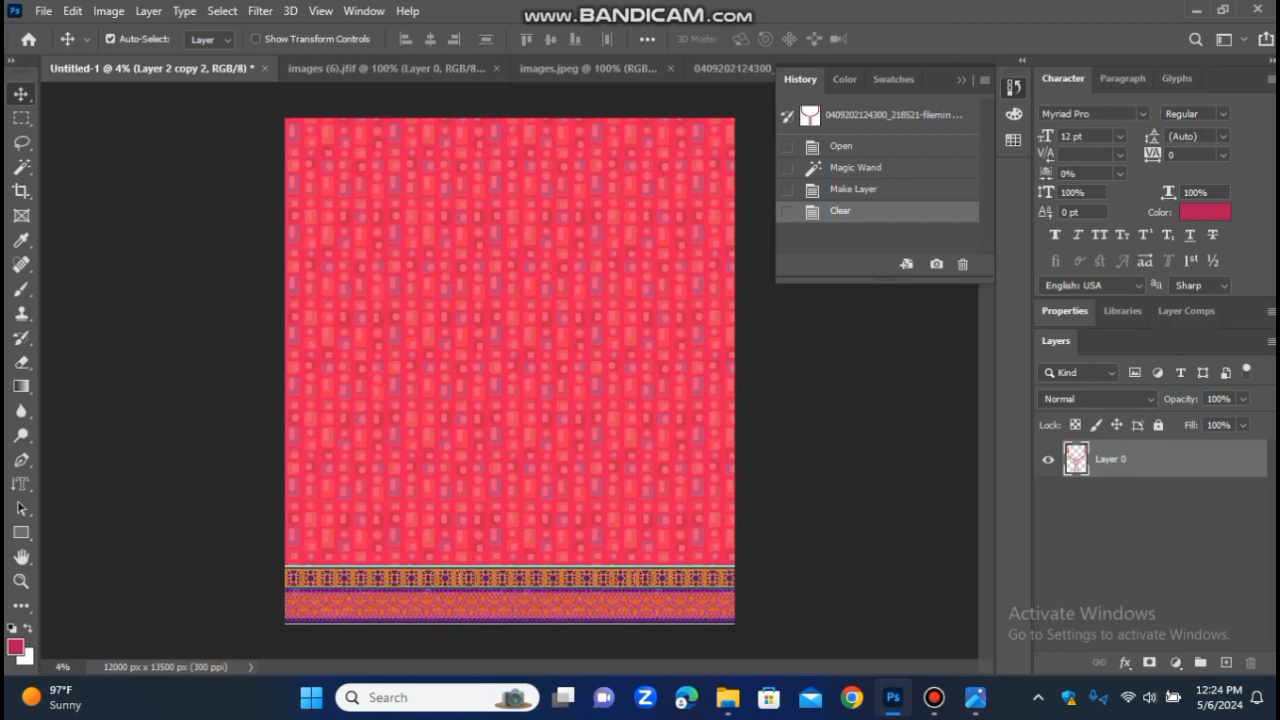 Ps File Edit Image Layer Type Select Filter 3D View Window Help
www.BANDICAM.com
Auto-Select: Layer Show Transform Controls 3D Mode:
Untitled-1 @ 4% (Layer 2 copy 2, RGB/8) * × images (6).jfif @ 100% (Layer 0, RGB/8... × images.jpeg @ 100% (RGB... × 0409202124300_
History Color Swatches
0409202124300_218521-filemin...
Open
Magic Wand
Make Layer
Clear
Character Paragraph Glyphs
Myriad Pro Regular
12 pt (Auto)
0
0%
100% 100%
0 pt Color:
English: USA Sharp
Properties Libraries Layer Comps
Layers
Kind
Normal Opacity: 100%
Lock: Fill: 100%
Layer 0
Activate Windows
Go to Settings to activate Windows.
4% 12000 px x 13500 px (300 ppi)
97°F
Sunny
Search
12:24 PM
5/6/2024